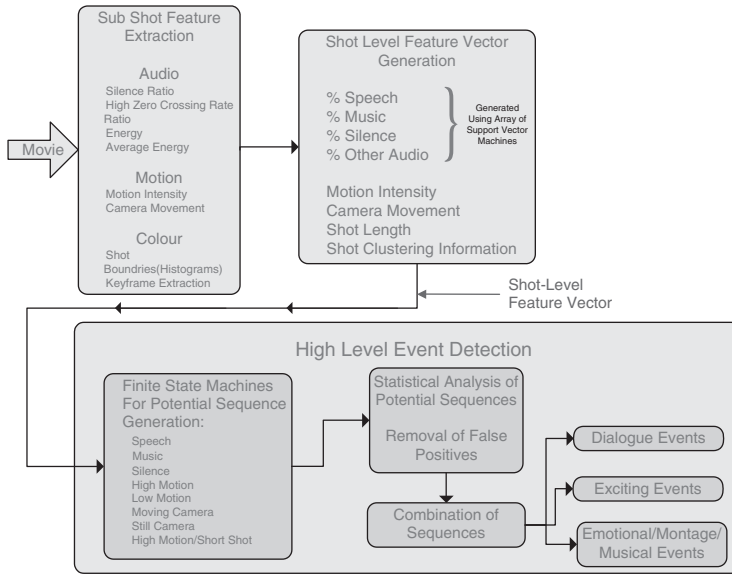 Movie
Sub Shot Feature
Extraction
Audio
Silence Ratio
High Zero Crossing Rate
Ratio
Energy
Average Energy
Motion
Motion Intensity
Camera Movement
Colour
Shot
Boundries(Histograms)
Keyframe Extraction
Shot Level Feature Vector
Generation
% Speech
% Music
% Silence
% Other Audio
Generated
Using Array of
Support Vector
Machines
Motion Intensity
Camera Movement
Shot Length
Shot Clustering Information
Shot-Level
Feature Vector
High Level Event Detection
Finite State Machines
For Potential Sequence
Generation:
Speech
Music
Silence
High Motion
Low Motion
Moving Camera
Still Camera
High Motion/Short Shot
Statistical Analysis of
Potential Sequences
Removal of False
Positives
Combination of
Sequences
Dialogue Events
Exciting Events
Emotional/Montage/
Musical Events